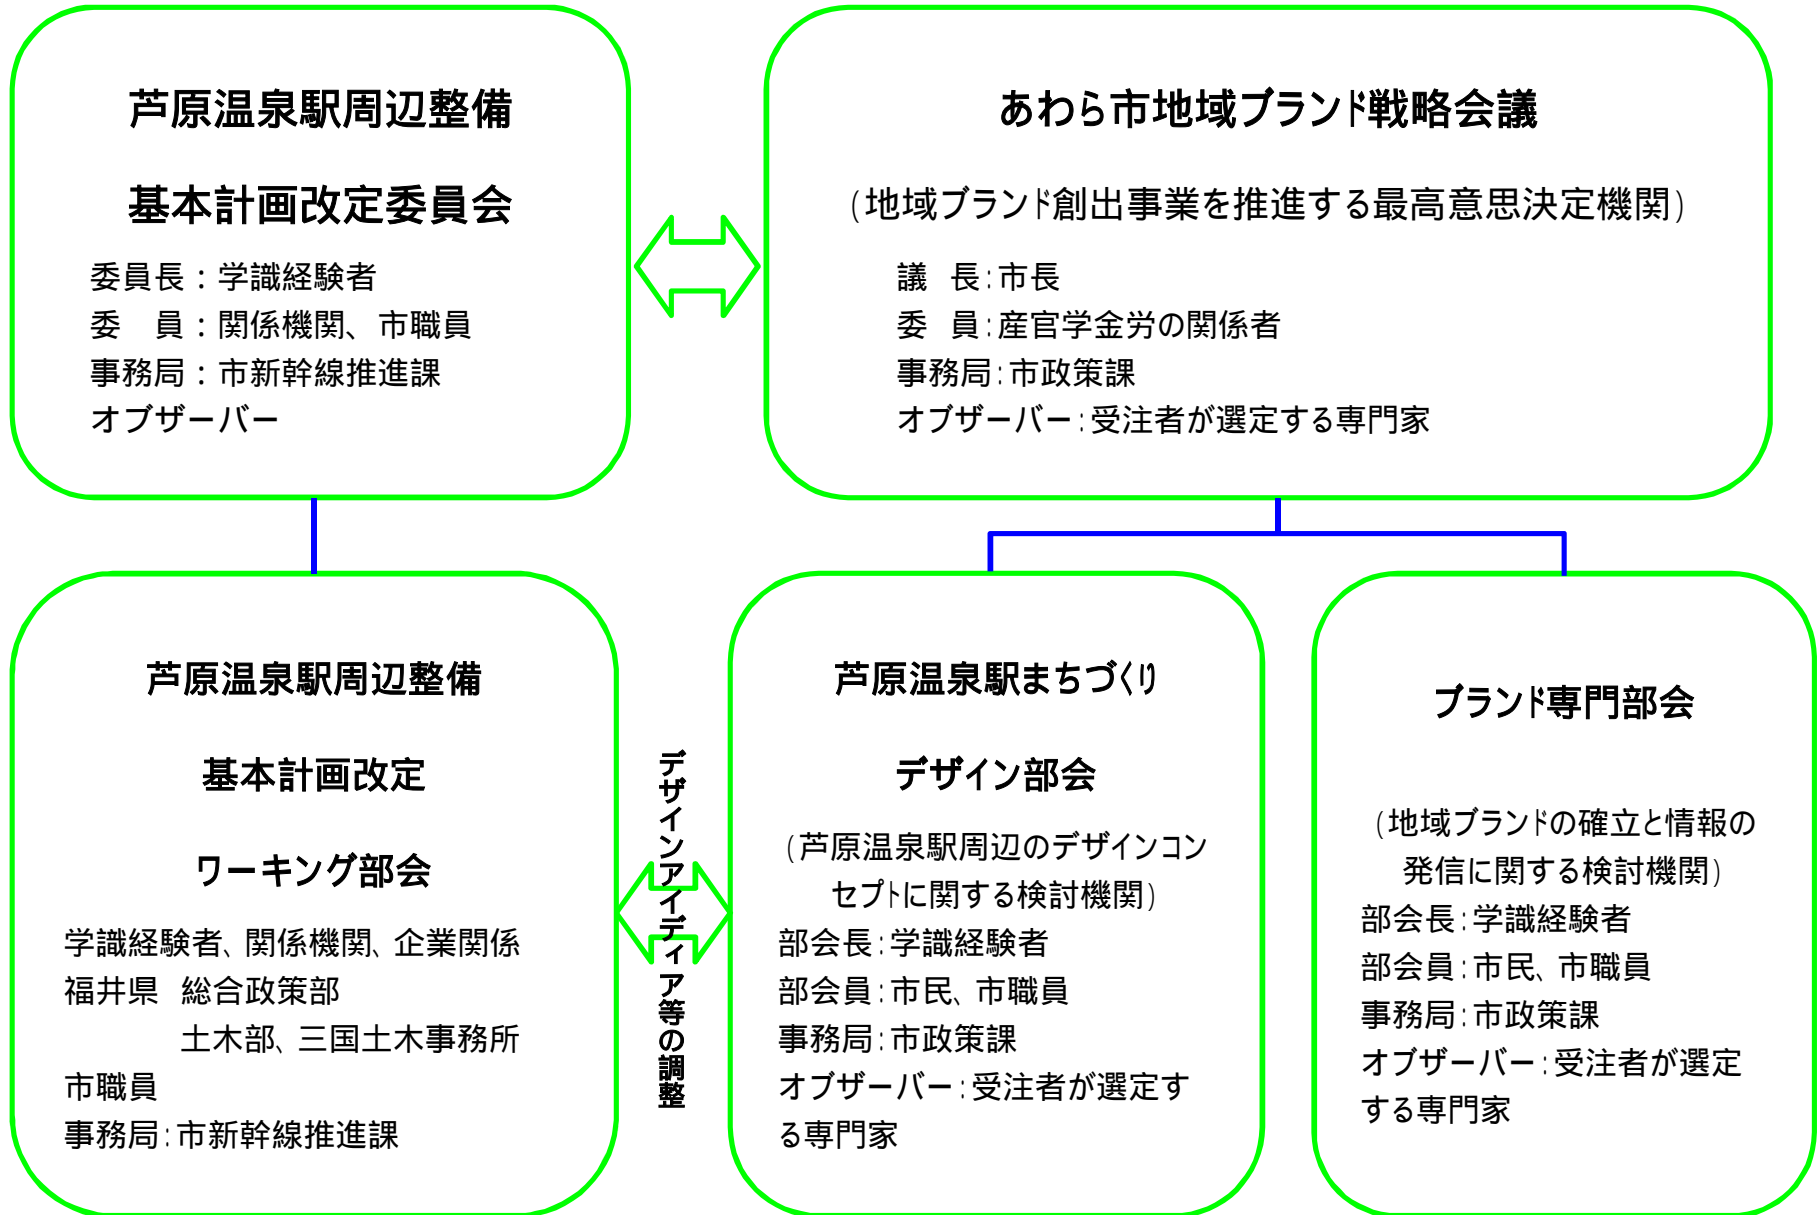 芦原温泉駅周辺整備
基本計画改定委員会
委員長：学識経験者
委　員：関係機関、市職員
事務局：市新幹線推進課
オブザーバー
あわら市地域ブランド戦略会議
（地域ブランド創出事業を推進する最高意思決定機関）
議　長：市長
委　員：産官学金労の関係者
事務局：市政策課
オブザーバー：受注者が選定する専門家
芦原温泉駅周辺整備
基本計画改定
ワーキング部会
学識経験者、関係機関、企業関係
福井県　総合政策部
土木部、三国土木事務所
市職員
事務局：市新幹線推進課
デザインアイディア等の調整
芦原温泉駅まちづくり
デザイン部会
（芦原温泉駅周辺のデザインコン
セプトに関する検討機関）
部会長：学識経験者
部会員：市民、市職員
事務局：市政策課
オブザーバー：受注者が選定す
る専門家
ブランド専門部会
（地域ブランドの確立と情報の
発信に関する検討機関）
部会長：学識経験者
部会員：市民、市職員
事務局：市政策課
オブザーバー：受注者が選定
する専門家